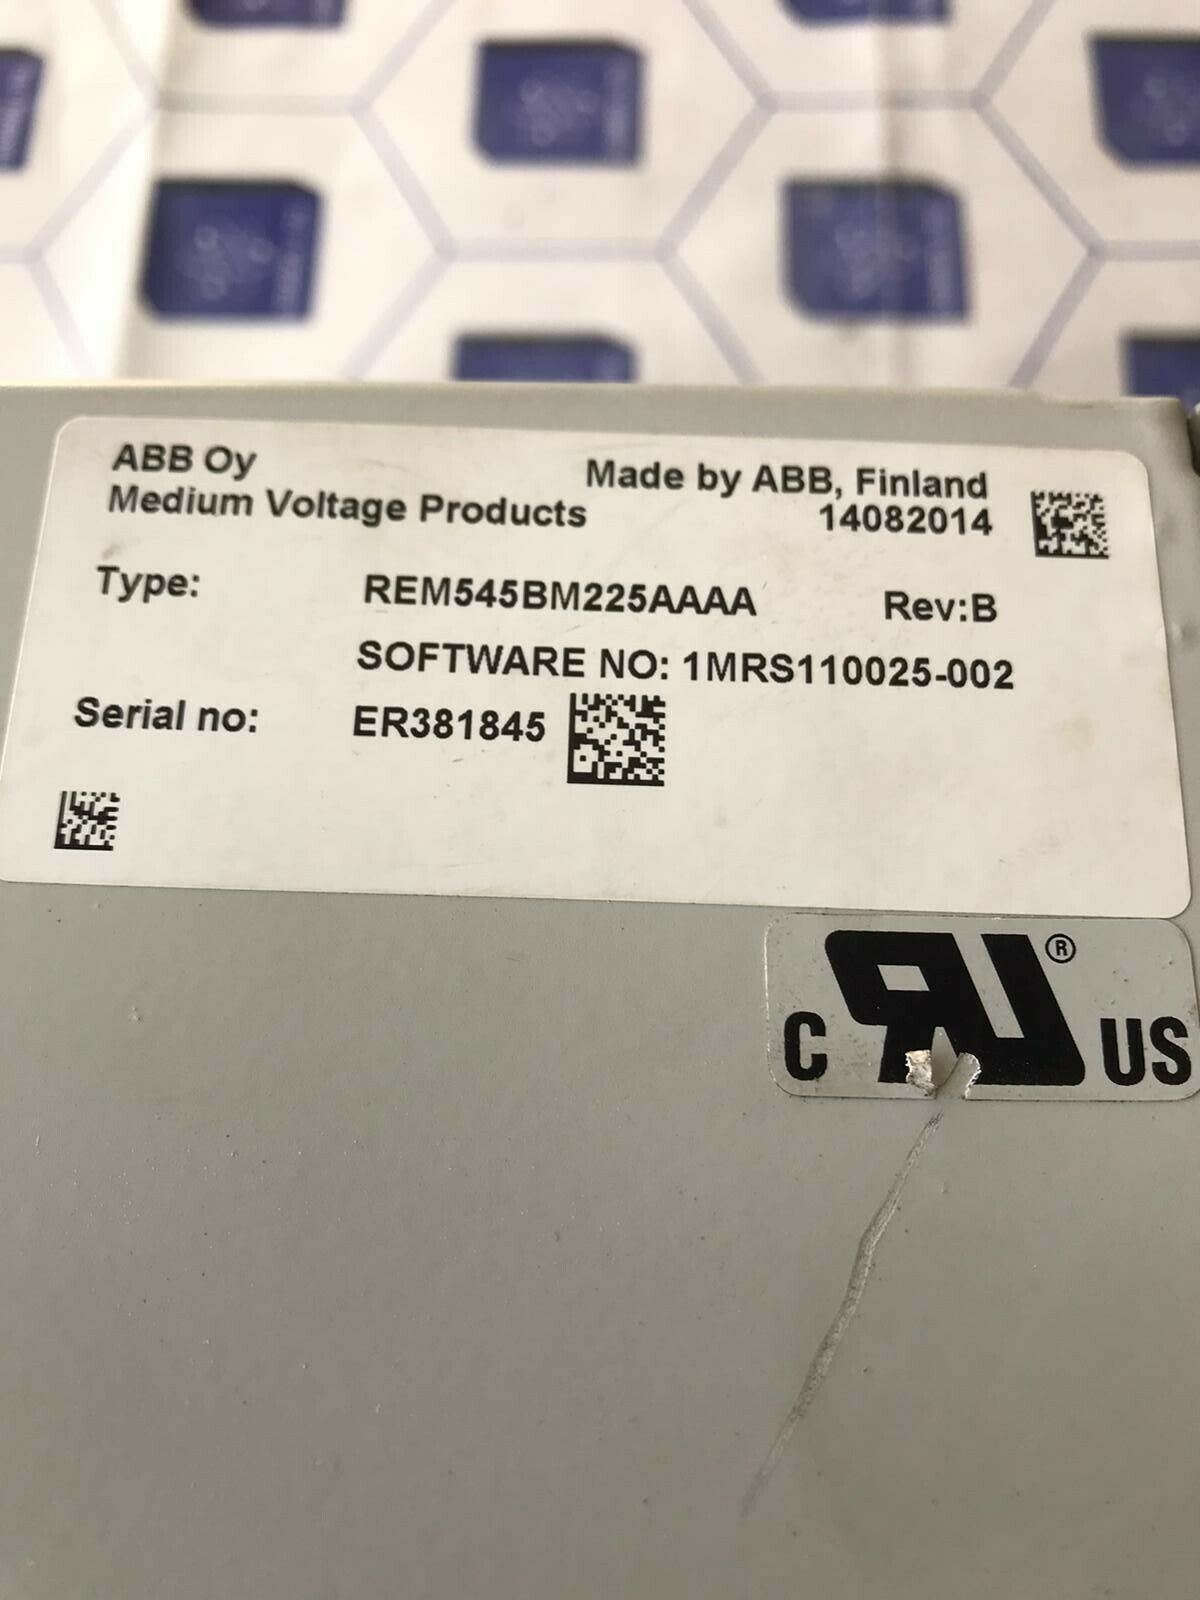 ABB Oy
Medium Voltage Products
Made by ABB, Finland
14082014
Type: REM545BM225AAAA Rev:B
SOFTWARE NO: 1MRS110025-002
Serial no: ER381845
C RU ® US